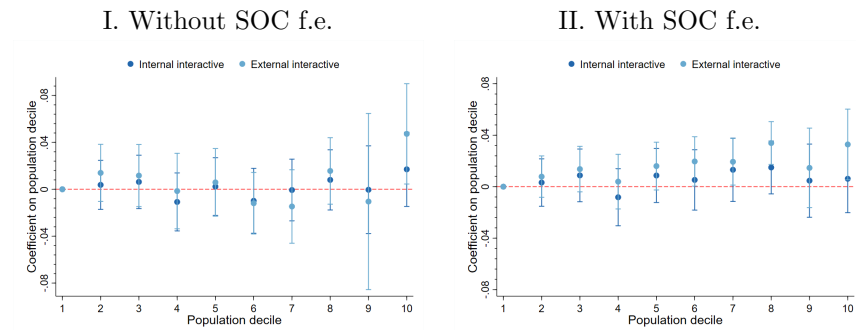 I. Without SOC f.e.
Internal interactive External interactive
Coefficient on population decile
.08
.04
0
-.04
-.08
1 2 3 4 5 6 7 8 9 10
Population decile
II. With SOC f.e.
Internal interactive External interactive
Coefficient on population decile
.08
.04
0
-.04
-.08
1 2 3 4 5 6 7 8 9 10
Population decile